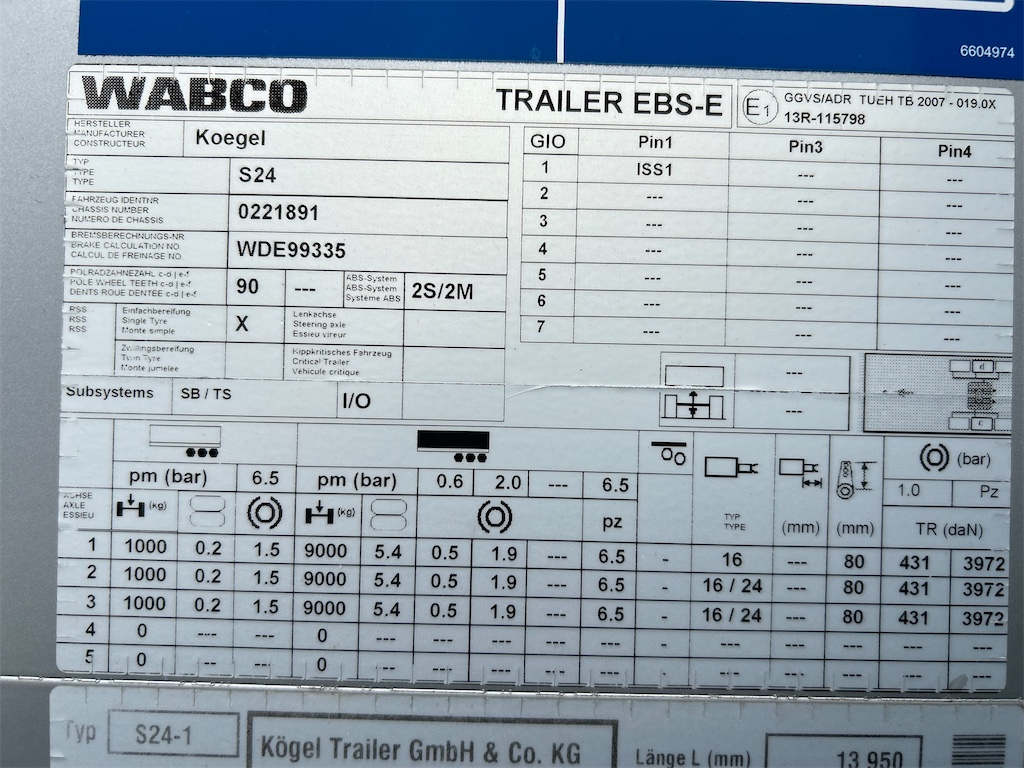 6604974
WABCO TRAILER EBS-E E1 GGVS/ADR TUEH TB 2007 - 019.0X
13R-115798
HERSTELLER
MANUFACTURER
CONSTRUCTEUR
Koegel
TYP
TYPE
TYPE
S24
FAHRZEUG IDENTNR
CHASSIS NUMBER
NUMERO DE CHASSIS
0221891
BREMSBERECHNUNGS-NR
BRAKE CALCULATION NO.
CALCUL DE FREINAGE NO.
WDE99335
POLRADZAHNEZAHL c-d | e-f
POLE WHEEL TEETH c-d | e-f
DENTS ROUE DENTEE c-d | e-f
90 ---
ABS-System
ABS-System
Système ABS
2S/2M
RSS
RSS
RSS
Einfachbereifung
Single Tyre
Monte simple
X
Lenkachse
Steering axle
Essieu vireur
Zwillingsbereifung
Twin Tyre
Monte jumelee
Kippkritisches Fahrzeug
Critical Trailer
Véhicule critique
Subsystems SB / TS I/O
GIO Pin1 Pin3 Pin4
1 ISS1 --- ---
2 --- --- ---
3 --- --- ---
4 --- --- ---
5 --- --- ---
6 --- --- ---
7 --- --- ---
---
---
d
c
pm (bar) 6.5 pm (bar) 0.6 2.0 --- 6.5 (bar)
1.0 Pz
ACHSE
AXLE
ESSIEU
(kg) (kg) pz
TYP
TYPE
(mm) (mm) TR (daN)
1 1000 0.2 1.5 9000 5.4 0.5 1.9 --- 6.5 - 16 --- 80 431 3972
2 1000 0.2 1.5 9000 5.4 0.5 1.9 --- 6.5 - 16 / 24 --- 80 431 3972
3 1000 0.2 1.5 9000 5.4 0.5 1.9 --- 6.5 - 16 / 24 --- 80 431 3972
4 0 --- --- 0 --- --- --- --- --- - --- --- --- --- ---
5 0 -- --- 0 --- --- --- --- --- - --- --- --- --- ---
Typ S24-1 Kögel Trailer GmbH & Co. KG Länge L (mm) 13 950